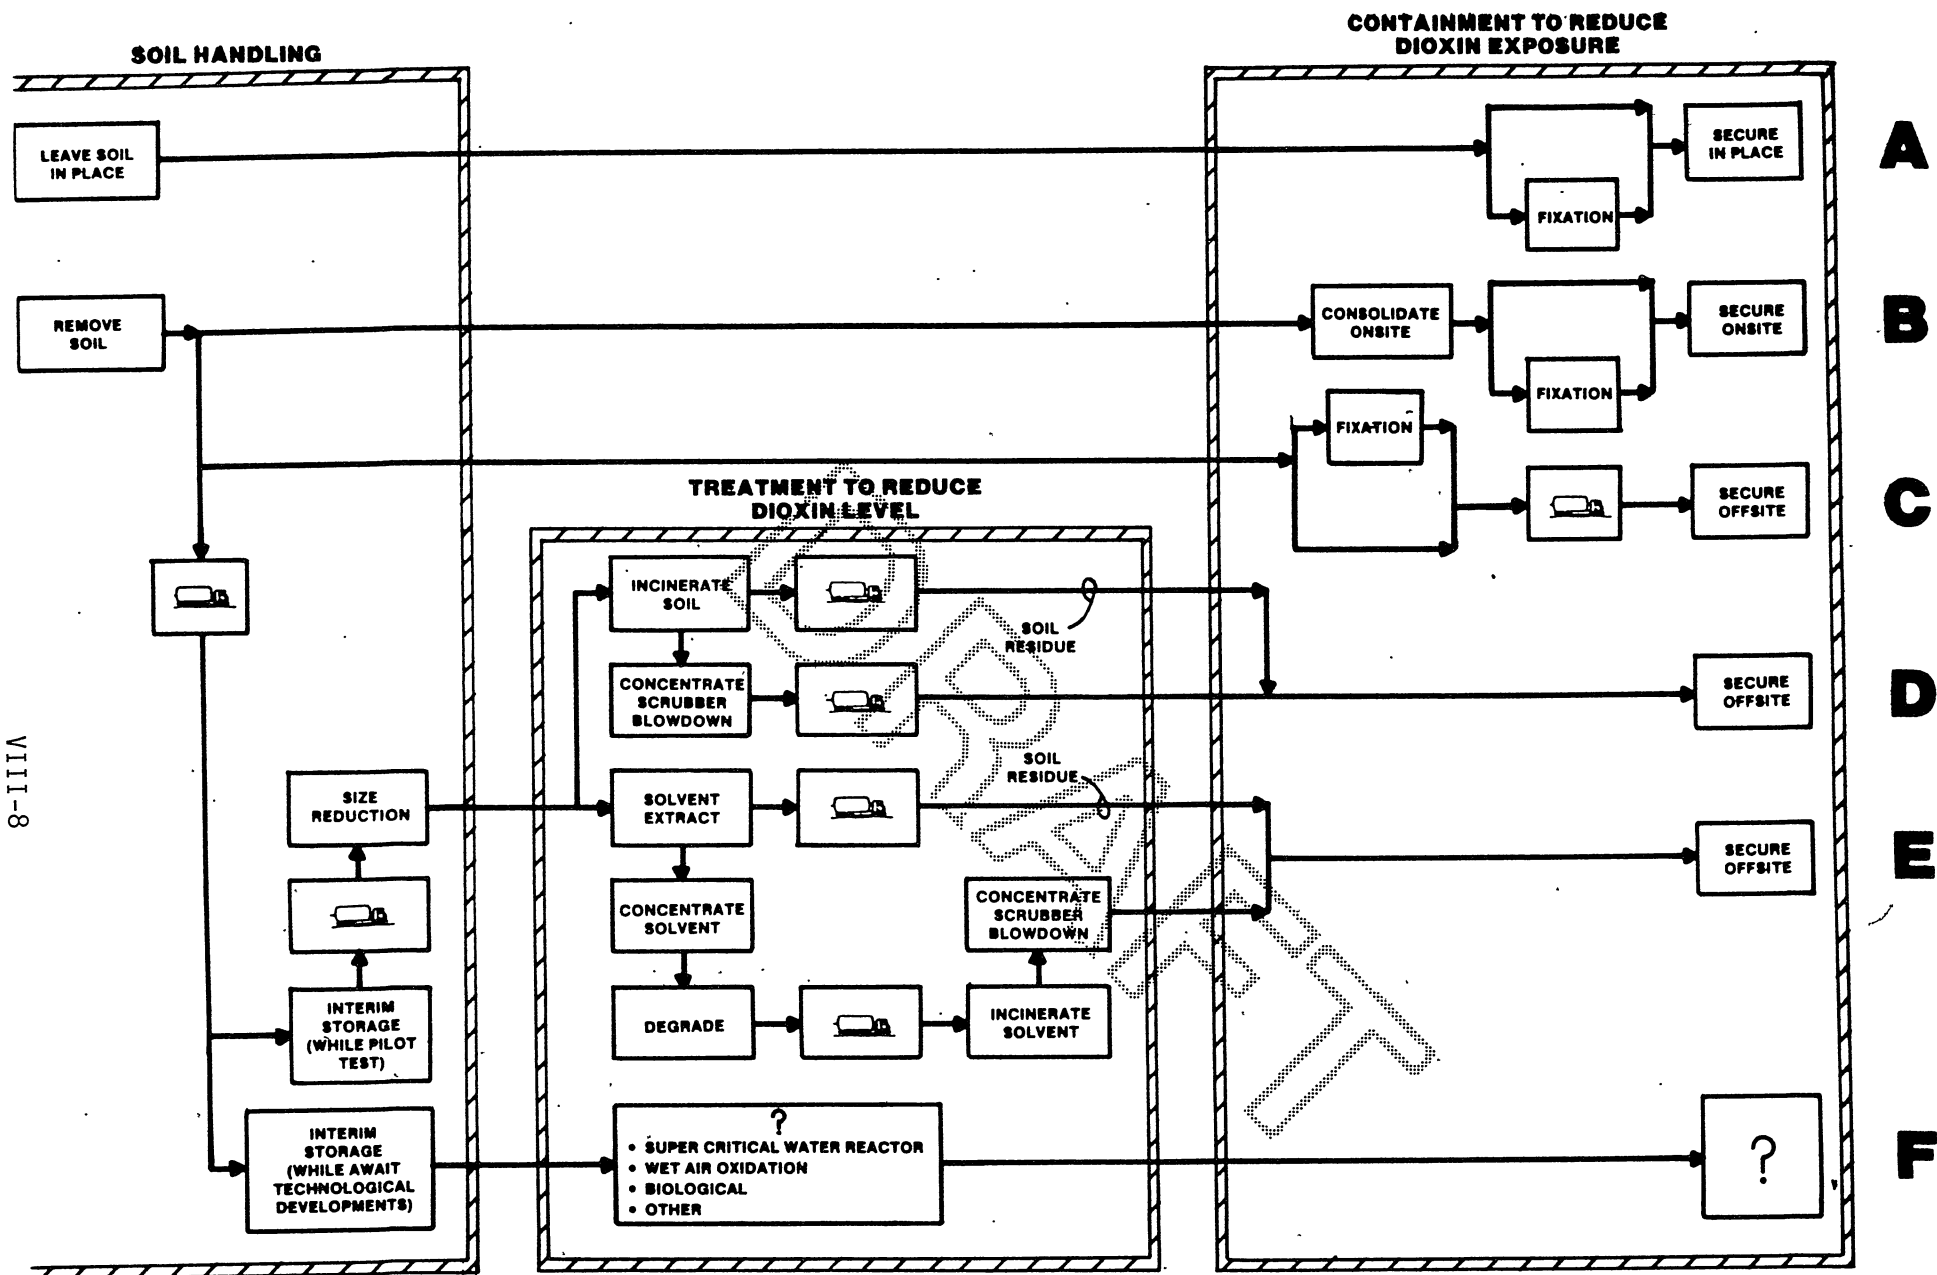 SOIL HANDLING
CONTAINMENT TO REDUCE
DIOXIN EXPOSURE
LEAVE SOIL
IN PLACE
FIXATION
SECURE
IN PLACE
A
REMOVE
SOIL
CONSOLIDATE
ONSITE
FIXATION
SECURE
ONSITE
B
FIXATION
SECURE
OFFSITE
C
TREATMENT TO REDUCE
DIOXIN LEVEL
INCINERATE
SOIL
SOIL
RESIDUE
CONCENTRATE
SCRUBBER
BLOWDOWN
SECURE
OFFSITE
D
SIZE
REDUCTION
SOLVENT
EXTRACT
SOIL
RESIDUE
SECURE
OFFSITE
E
CONCENTRATE
SOLVENT
CONCENTRATE
SCRUBBER
BLOWDOWN
INTERIM
STORAGE
(WHILE PILOT
TEST)
DEGRADE
INCINERATE
SOLVENT
INTERIM
STORAGE
(WHILE AWAIT
TECHNOLOGICAL
DEVELOPMENTS)
?
• SUPER CRITICAL WATER REACTOR
• WET AIR OXIDATION
• BIOLOGICAL
• OTHER
?
F
VIII-8
DRAFT